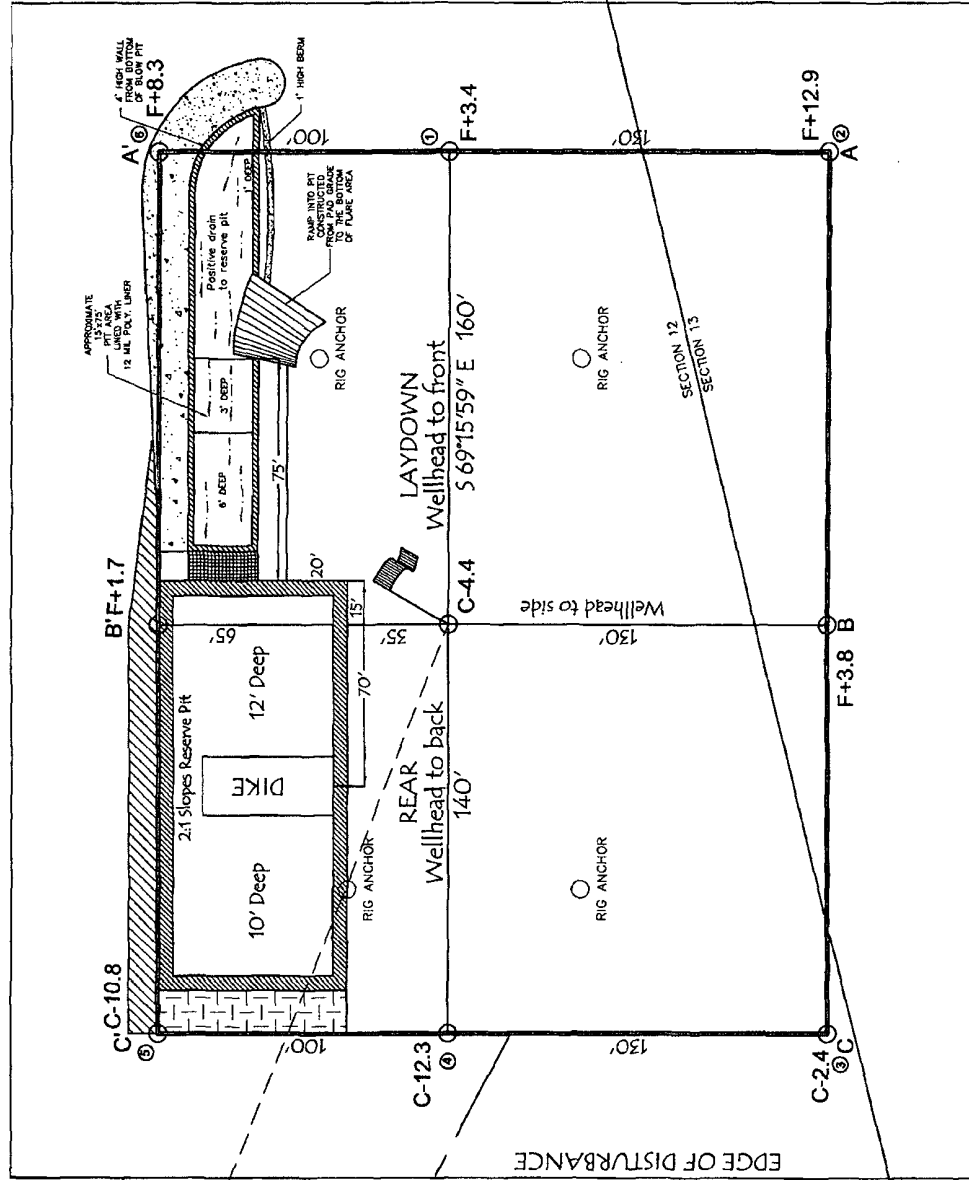 4' HIGH WALL
FROM BOTTOM
OF BLOW PIT
A' ⑥ F+8.3
1' HIGH BERM
APPROXIMATE
15'x75'
PIT AREA
LINED WITH
12 MIL POLY. LINER
Positive drain
to reserve pit
1' DEEP
3' DEEP
6' DEEP
RAMP INTO PIT
CONSTRUCTED
FROM PAD GRADE
TO THE BOTTOM
OF FLARE AREA
100'
① F+3.4
130'
F+12.9
② A
RIG ANCHOR
RIG ANCHOR
75'
LAYDOWN
Wellhead to front
S 69°15'59" E 160'
SECTION 12
SECTION 13
B' F+1.7
20'
15'
65'
35'
70'
C-4.4
Wellhead to side
130'
B
F+3.8
2:1 Slopes Reserve Pit
12' Deep
DIKE
10' Deep
REAR
Wellhead to back
140'
RIG ANCHOR
RIG ANCHOR
C' C-10.8
⑤
100'
C-12.3
④
130'
C-2.4
③ C
EDGE OF DISTURBANCE